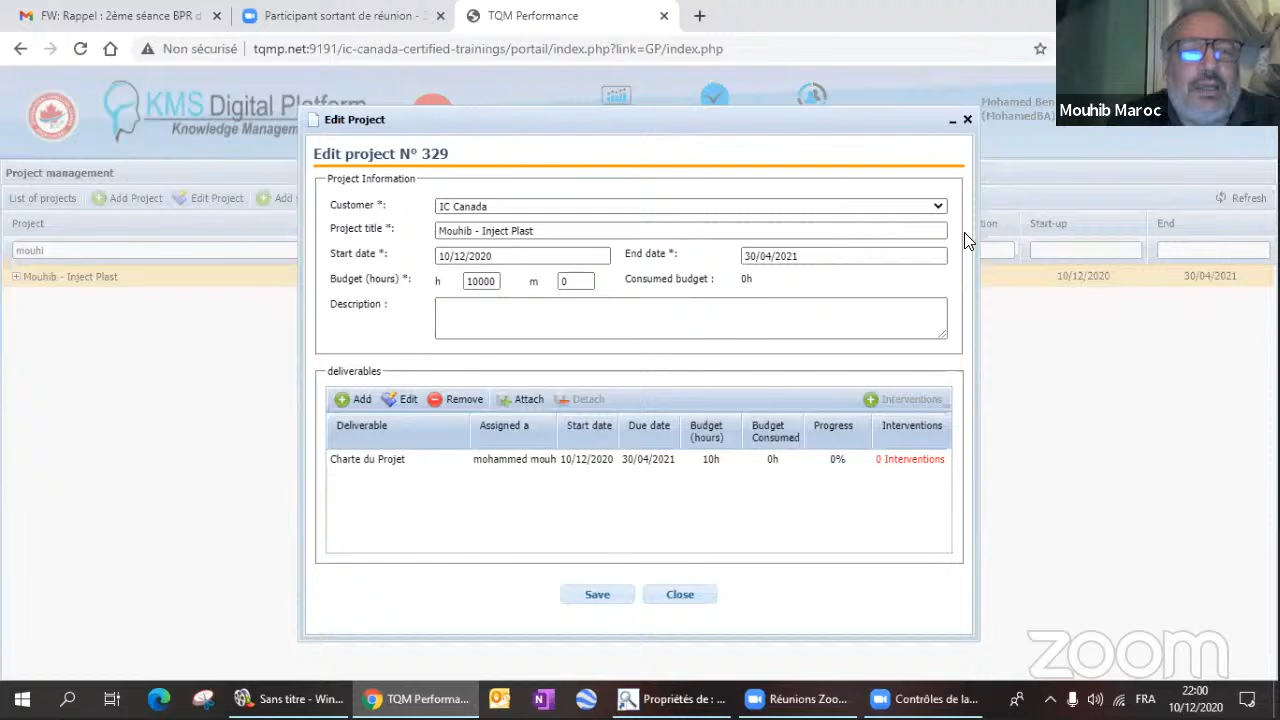 FW: Rappel : 2ème séance BPR d
Participant sortant de réunion - 2
TQM Performance
Non sécurisé
tqmp.net:9191/ic-canada-certified-trainings/portail/index.php?link=GP/index.php
KMS Digital Platform
Knowledge Managem
Mohamed Ben
(MohamedBA)
Mouhib Maroc
Edit Project
Project management
Edit project N° 329
List of projects
Add Project
Edit Project
Add
Refresh
Project Information
Customer *:
IC Canada
Project
Start-up
End
Project title *:
Mouhib - Inject Plast
mouhi
Start date *:
10/12/2020
End date *:
30/04/2021
Mouhib - Inject Plast
10/12/2020
30/04/2021
Budget (hours) *:
h
10000
m
0
Consumed budget :
0h
Description :
deliverables
Add
Edit
Remove
Attach
Detach
Interventions
Deliverable
Assigned a
Start date
Due date
Budget (hours)
Budget Consumed
Progress
Interventions
Charte du Projet
mohammed mouh
10/12/2020
30/04/2021
10h
0h
0%
0 Interventions
Save
Close
zoom
Sans titre - Win...
TQM Performa...
Propriétés de : ...
Réunions Zoo...
Contrôles de la...
FRA
22:00
10/12/2020